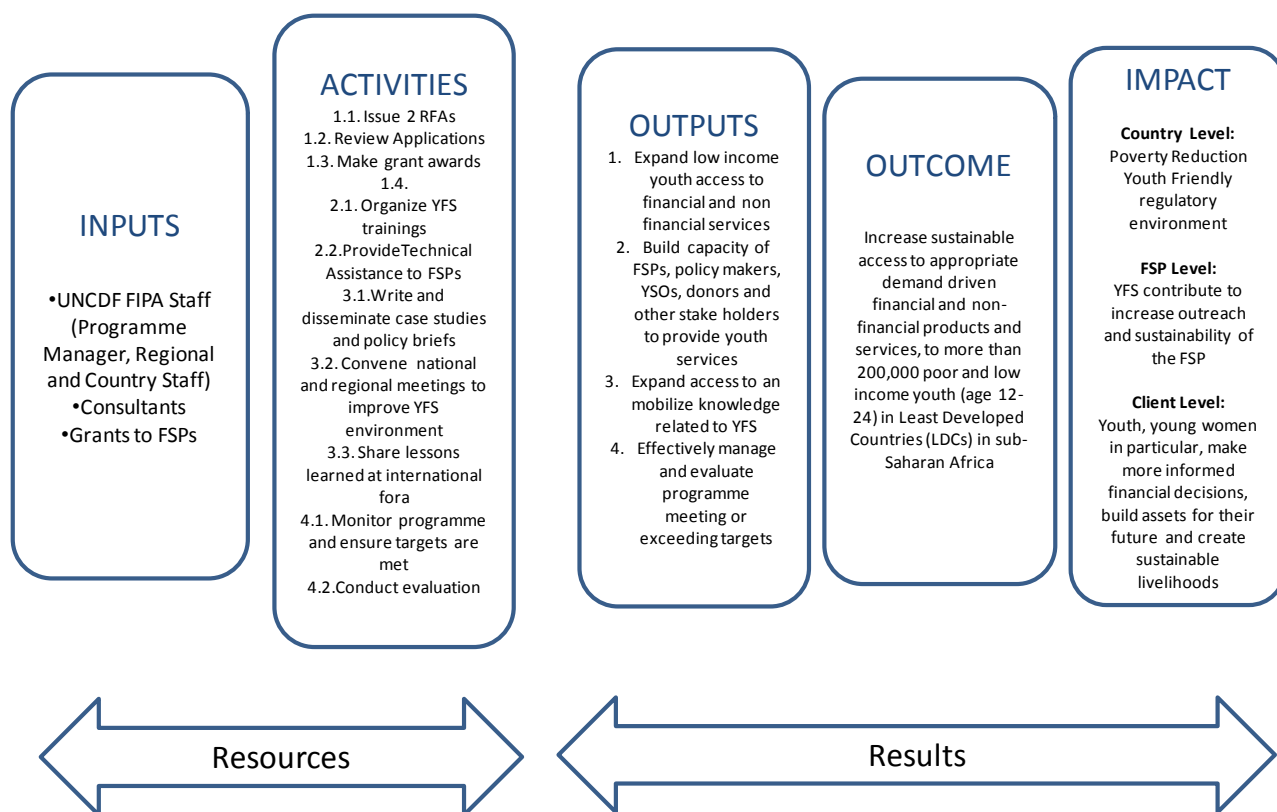 INPUTS
•UNCDF FIPA Staff
(Programme
Manager, Regional
and Country Staff)
•Consultants
•Grants to FSPs
ACTIVITIES
1.1. Issue 2 RFAs
1.2. Review Applications
1.3. Make grant awards
1.4.
2.1. Organize YFS
trainings
2.2.ProvideTechnical
Assistance to FSPs
3.1.Write and
disseminate case studies
and policy briefs
3.2. Convene national
and regional meetings to
improve YFS
environment
3.3. Share lessons
learned at international
fora
4.1. Monitor programme
and ensure targets are
met
4.2.Conduct evaluation
OUTPUTS
1. Expand low income
youth access to
financial and non
financial services
2. Build capacity of
FSPs, policy makers,
YSOs, donors and
other stake holders
to provide youth
services
3. Expand access to an
mobilize knowledge
related to YFS
4. Effectively manage
and evaluate
programme
meeting or
exceeding targets
OUTCOME
Increase sustainable
access to appropriate
demand driven
financial and non-
financial products and
services, to more than
200,000 poor and low
income youth (age 12-
24) in Least Developed
Countries (LDCs) in sub-
Saharan Africa
IMPACT
Country Level:
Poverty Reduction
Youth Friendly
regulatory
environment
FSP Level:
YFS contribute to
increase outreach
and sustainability of
the FSP
Client Level:
Youth, young women
in particular, make
more informed
financial decisions,
build assets for their
future and create
sustainable
livelihoods
Resources
Results